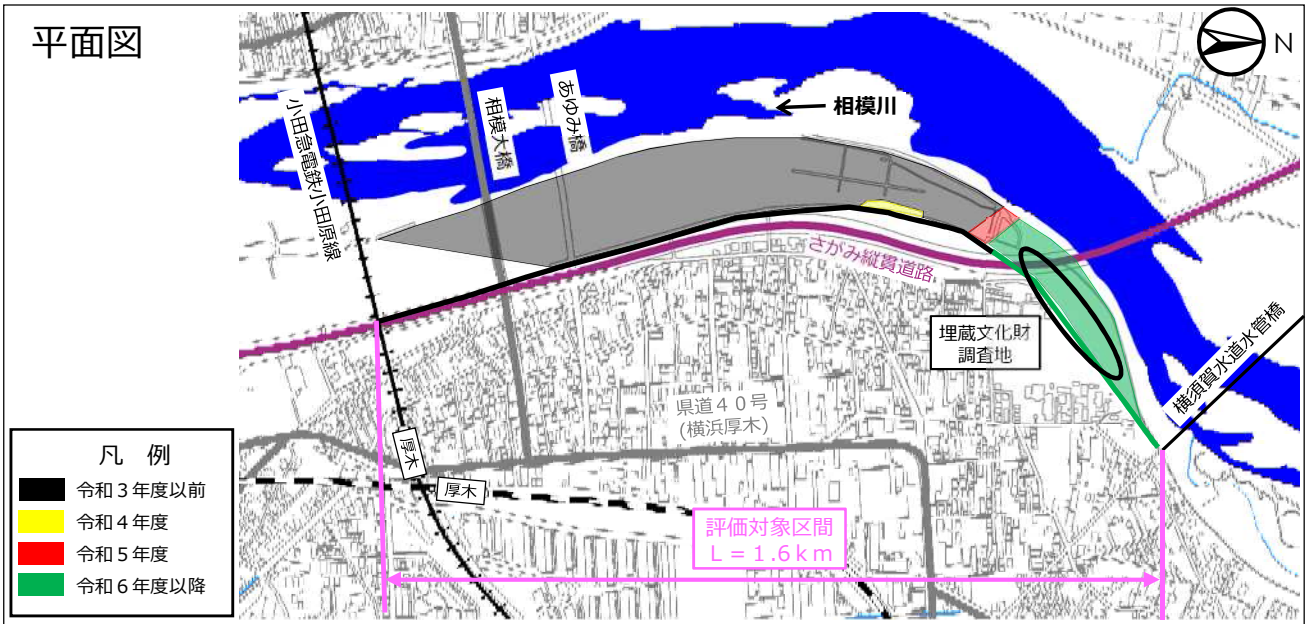 平面図
N
小田急電鉄小田原線
相模大橋
あゆみ橋
相模川
さがみ縦貫道路
埋蔵文化財
調査地
横須賀水道水管橋
県道４０号
(横浜厚木)
厚木
厚木
評価対象区間
Ｌ＝１.６ｋｍ
凡　例
令和３年度以前
令和４年度
令和５年度
令和６年度以降